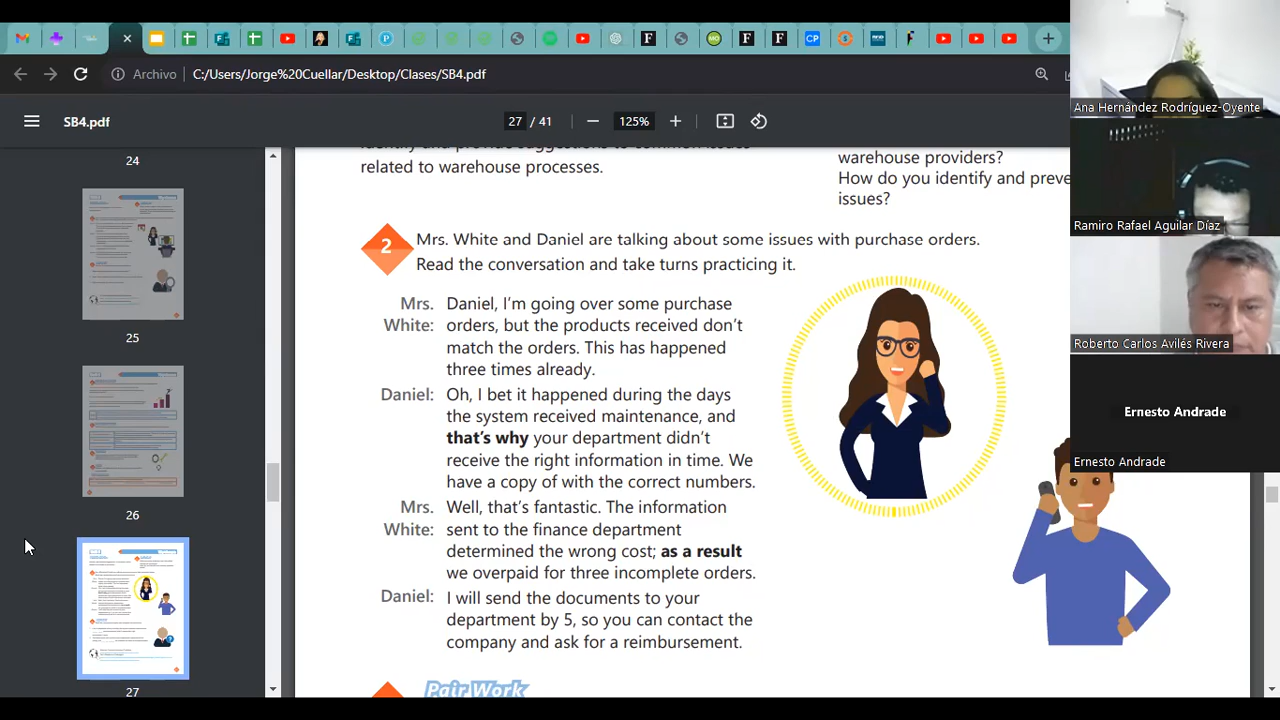 Archivo
C:/Users/Jorge%20Cuellar/Desktop/Clases/SB4.pdf
SB4.pdf
27 / 41
125%
24
25
26
27
related to warehouse processes.
warehouse providers?
How do you identify and preve
issues?
2
Mrs. White and Daniel are talking about some issues with purchase orders.
Read the conversation and take turns practicing it.
Mrs. Daniel, I'm going over some purchase
White: orders, but the products received don't
match the orders. This has happened
three times already.
Daniel: Oh, I bet it happened during the days
the system received maintenance, and
that's why your department didn't
receive the right information in time. We
have a copy of with the correct numbers.
Mrs. Well, that's fantastic. The information
White: sent to the finance department
determined the wrong cost; as a result
we overpaid for three incomplete orders.
Daniel: I will send the documents to your
department by 5, so you can contact the
company and ask for a reimbursement.
Pair Work
Ana Hernández Rodríguez-Oyente
Ramiro Rafael Aguilar Díaz
Roberto Carlos Avilés Rivera
Ernesto Andrade
Ernesto Andrade